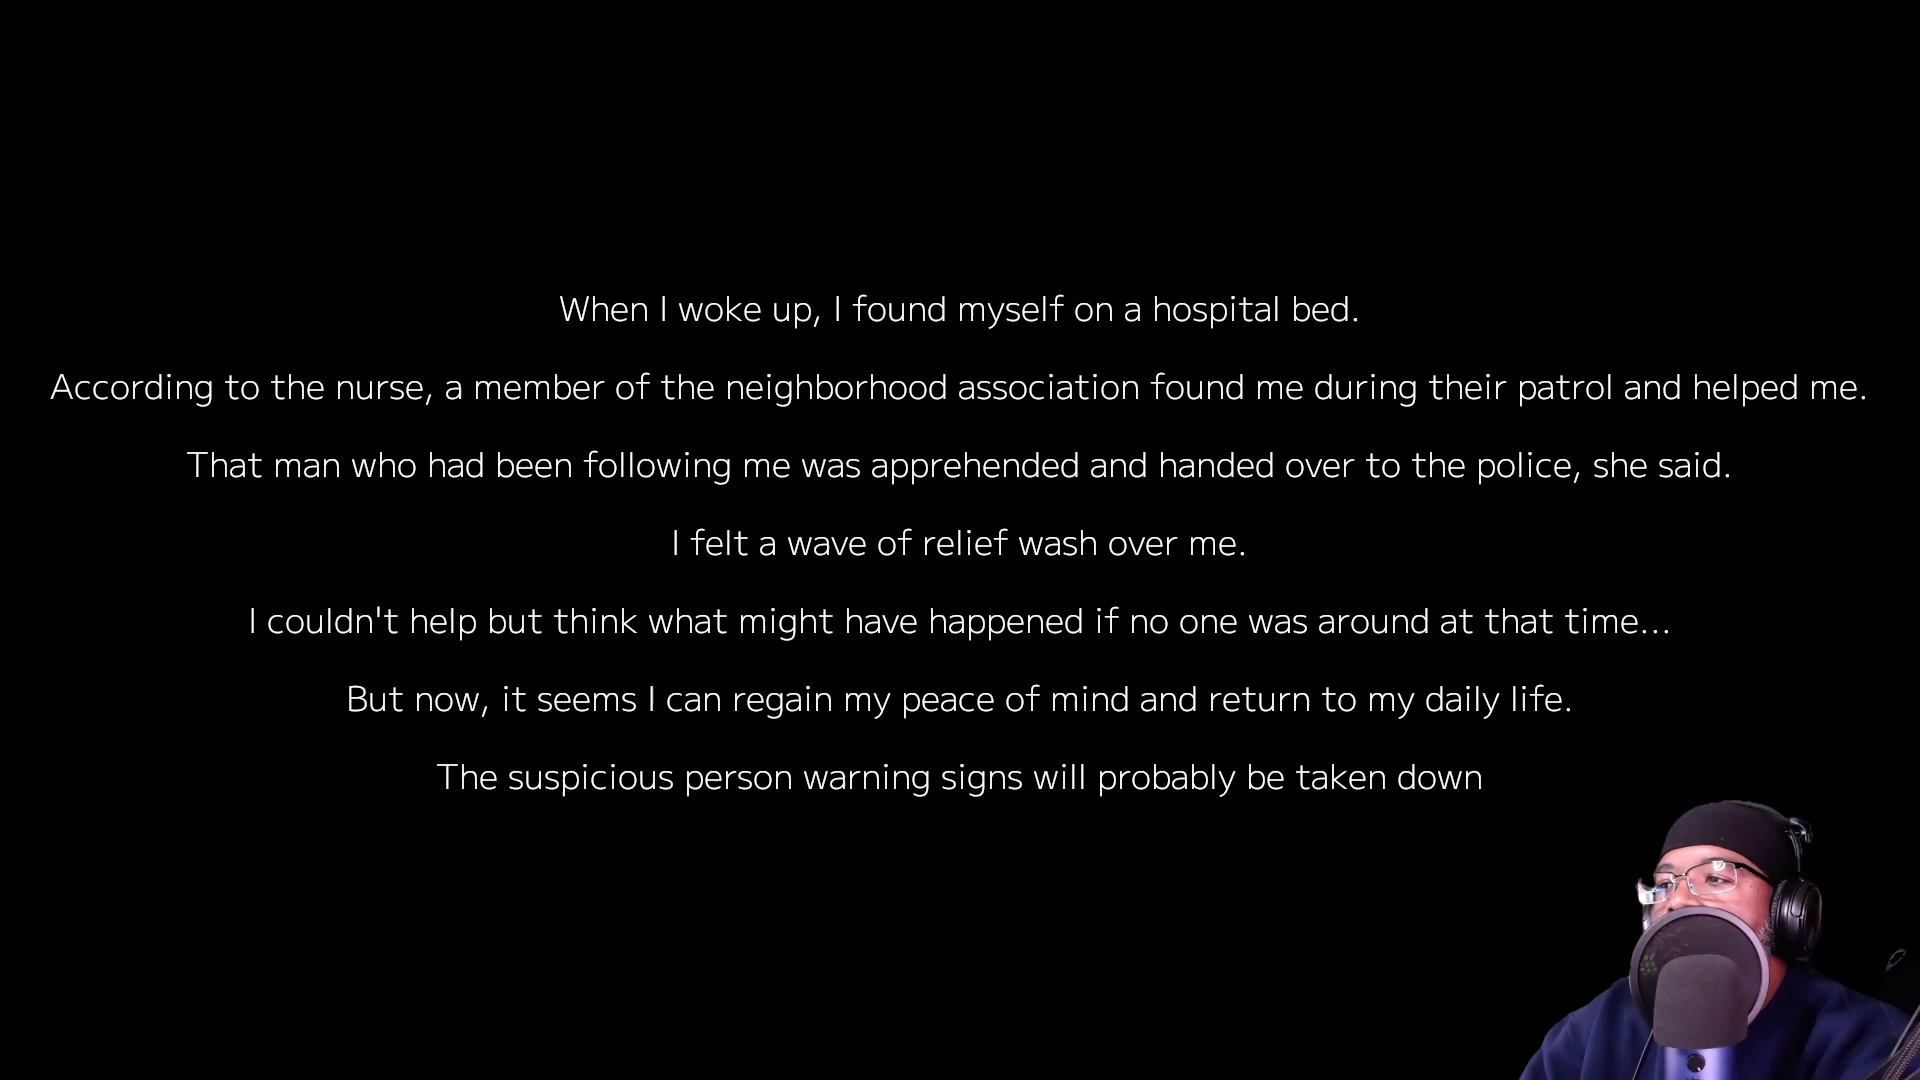 When I woke up, I found myself on a hospital bed.
According to the nurse, a member of the neighborhood association found me during their patrol and helped me.
That man who had been following me was apprehended and handed over to the police, she said.
I felt a wave of relief wash over me.
I couldn't help but think what might have happened if no one was around at that time...
But now, it seems I can regain my peace of mind and return to my daily life.
The suspicious person warning signs will probably be taken down